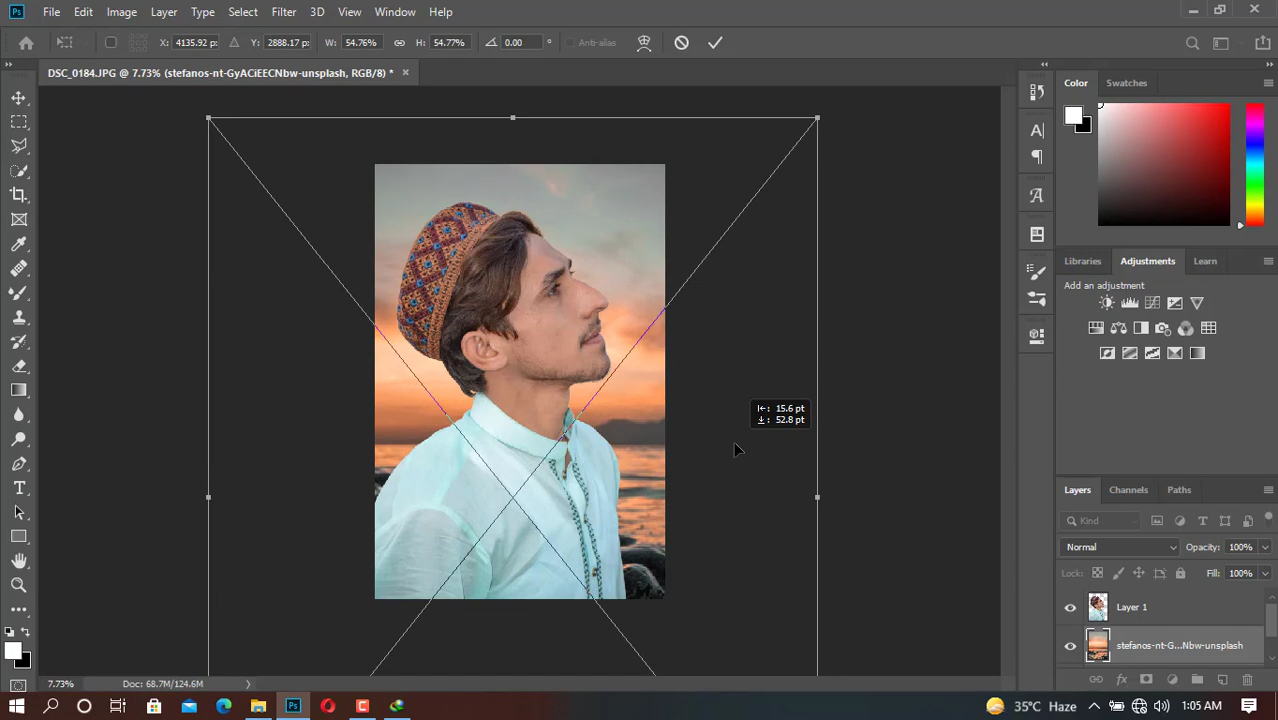 Ps File Edit Image Layer Type Select Filter 3D View Window Help
X: 4135.92 p: Y: 2888.17 p: W: 54.76% H: 54.77% 0.00 ° Anti-alias
DSC_0184.JPG @ 7.73% (stefanos-nt-GyACiEECNbw-unsplash, RGB/8) * ×
Color Swatches
Libraries Adjustments Learn
Add an adjustment
15.6 pt
52.8 pt
Layers Channels Paths
Kind
Normal Opacity: 100%
Lock: Fill: 100%
Layer 1
stefanos-nt-G...Nbw-unsplash
7.73% Doc: 68.7M/124.6M
Ps 35°C Haze 1:05 AM